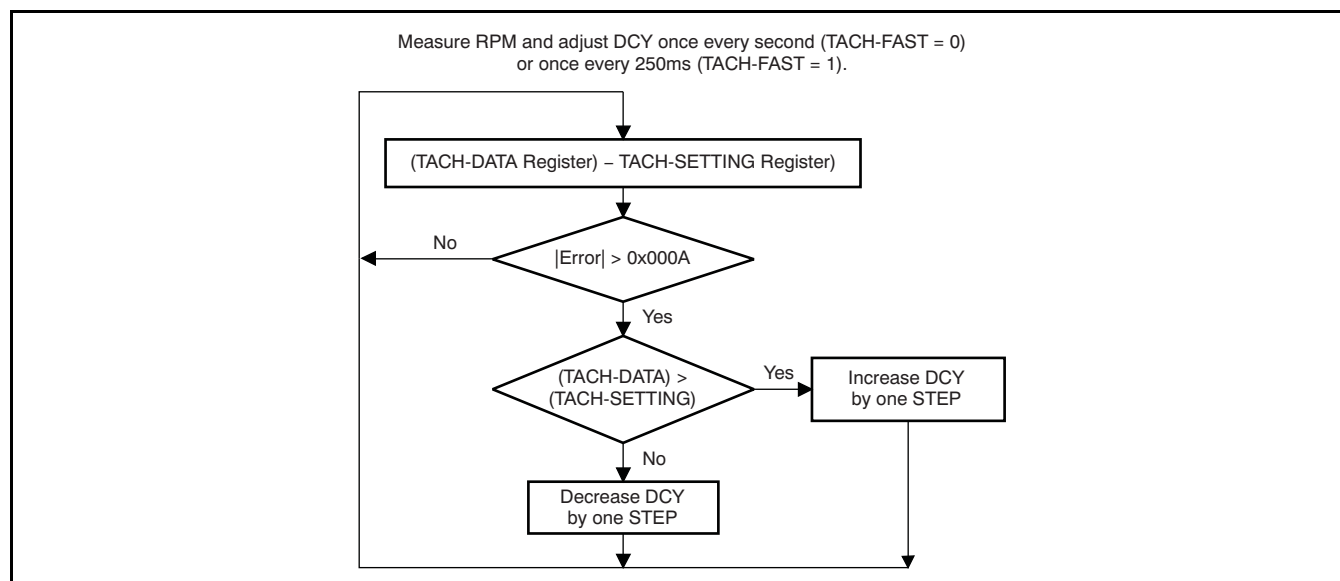 Measure RPM and adjust DCY once every second (TACH-FAST = 0)
or once every 250ms (TACH-FAST = 1).
(TACH-DATA Register) – TACH-SETTING Register)
No
|Error| > 0x000A
Yes
(TACH-DATA) >
(TACH-SETTING)
Yes
Increase DCY
by one STEP
No
Decrease DCY
by one STEP